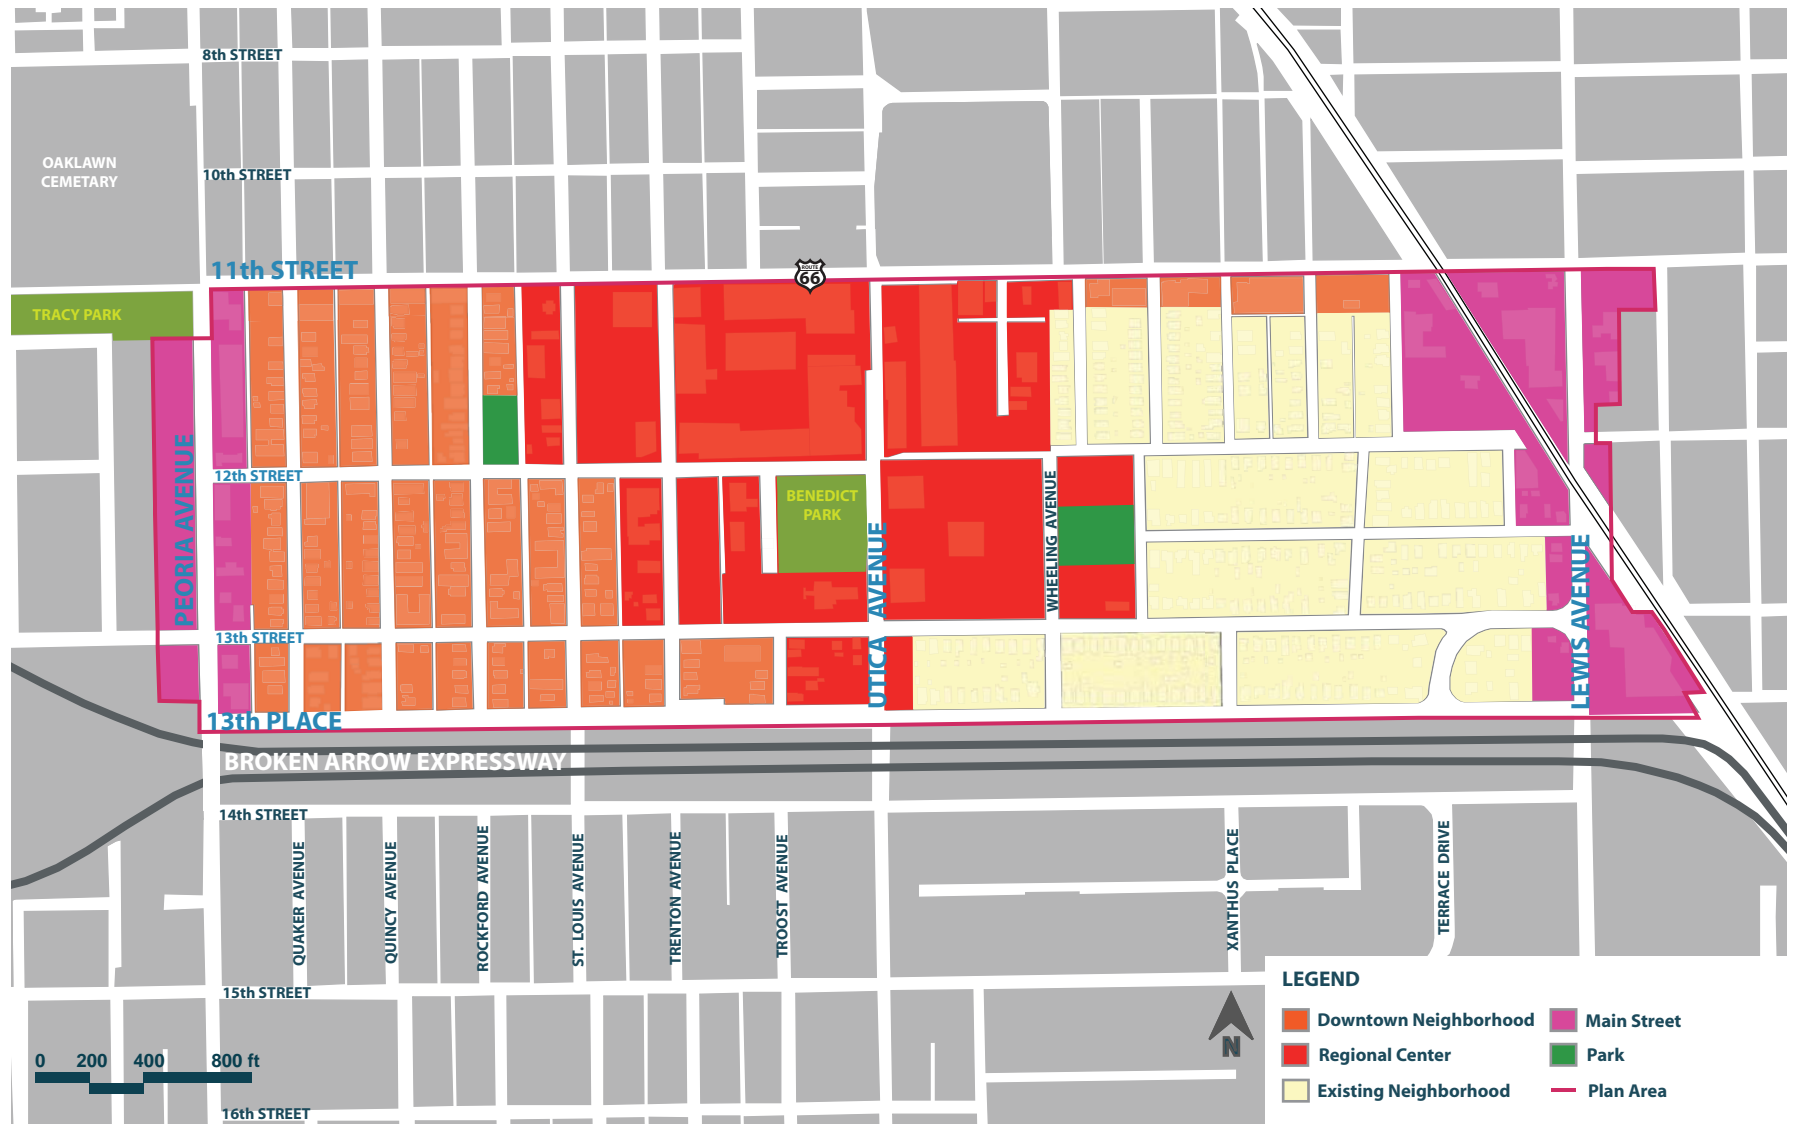 8th STREET
OAKLAWN
CEMETARY
10th STREET
11th STREET
ROUTE
66
TRACY PARK
PEORIA AVENUE
12th STREET
BENEDICT
PARK
UTICA AVENUE
WHEELING AVENUE
LEWIS AVENUE
13th STREET
13th PLACE
BROKEN ARROW EXPRESSWAY
14th STREET
QUAKER AVENUE
QUINCY AVENUE
ROCKFORD AVENUE
ST. LOUIS AVENUE
TRENTON AVENUE
TROOST AVENUE
XANTHUS PLACE
TERRACE DRIVE
15th STREET
0 200 400 800 ft
16th STREET
N
LEGEND
Downtown Neighborhood
Regional Center
Existing Neighborhood
Main Street
Park
Plan Area